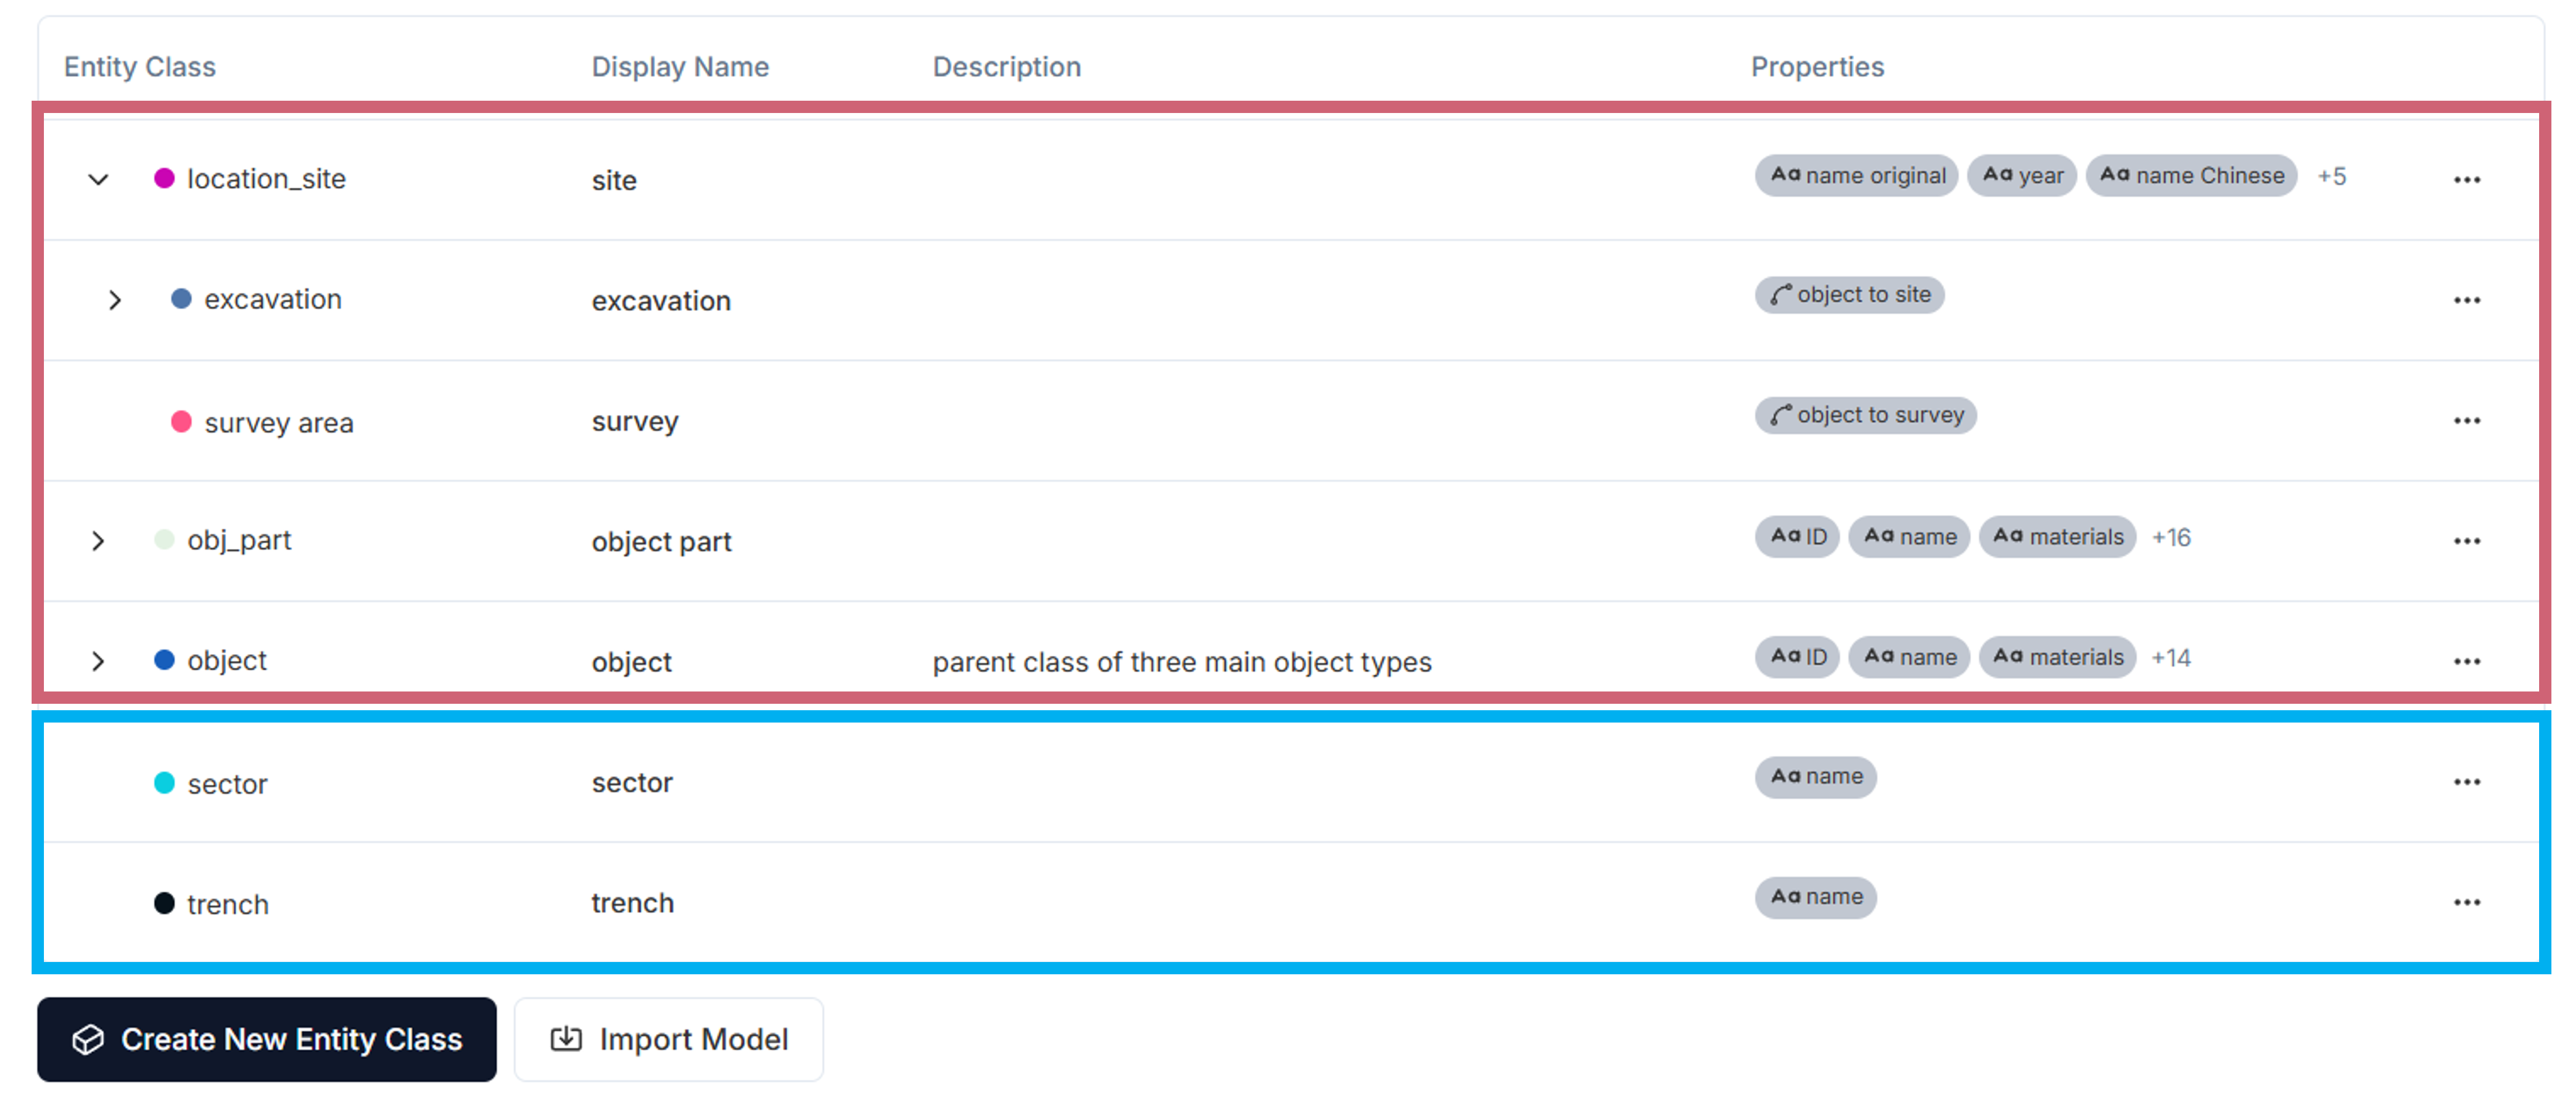 Entity Class Display Name Description Properties
location_site site Aa name original Aa year Aa name Chinese +5 ...
excavation excavation object to site ...
survey area survey object to survey ...
obj_part object part Aa ID Aa name Aa materials +16 ...
object object parent class of three main object types Aa ID Aa name Aa materials +14 ...
sector sector Aa name ...
trench trench Aa name ...
Create New Entity Class Import Model